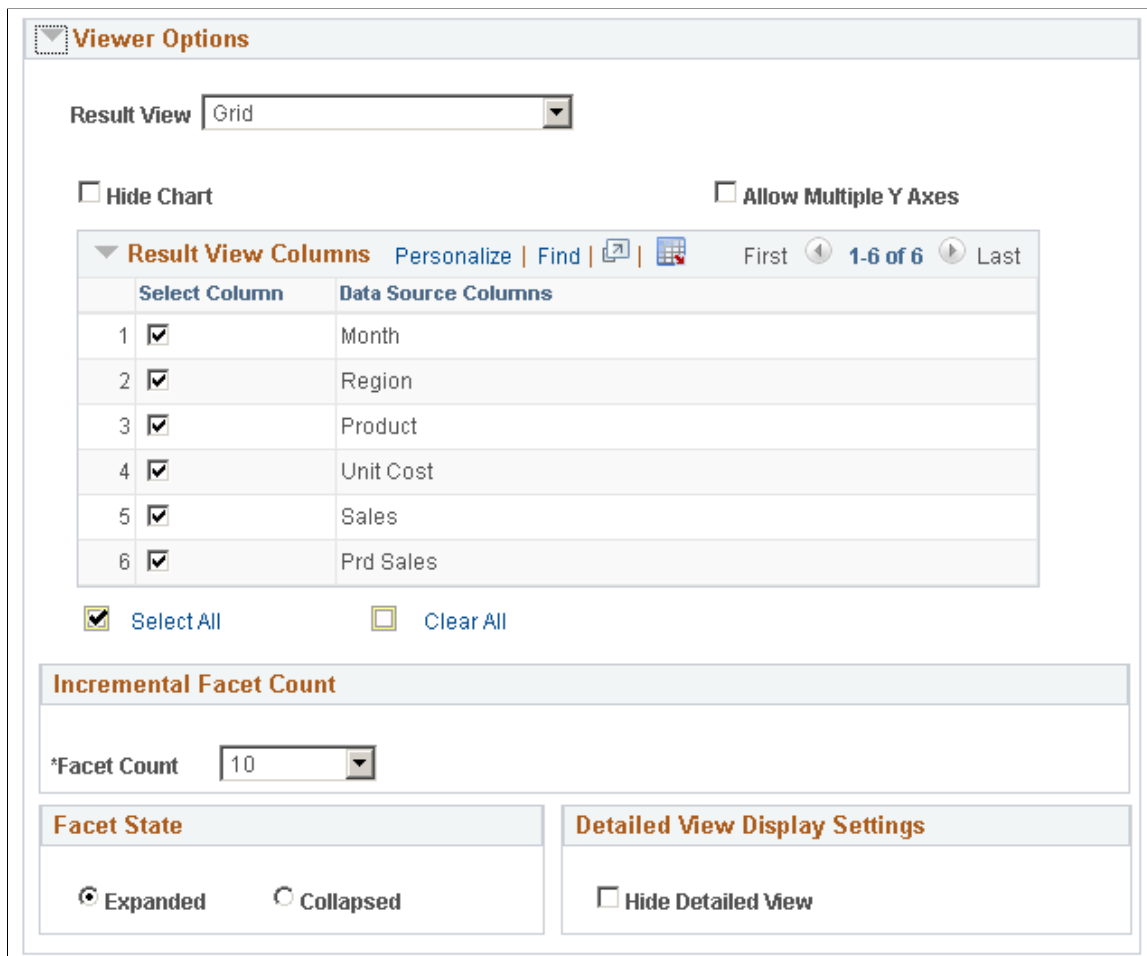 Viewer Options
Result View Grid
Hide Chart Allow Multiple Y Axes
Result View Columns Personalize | Find | | First 1-6 of 6 Last
Select Column Data Source Columns
1 Month
2 Region
3 Product
4 Unit Cost
5 Sales
6 Prd Sales
Select All Clear All
Incremental Facet Count
*Facet Count 10
Facet State Detailed View Display Settings
Expanded Collapsed Hide Detailed View